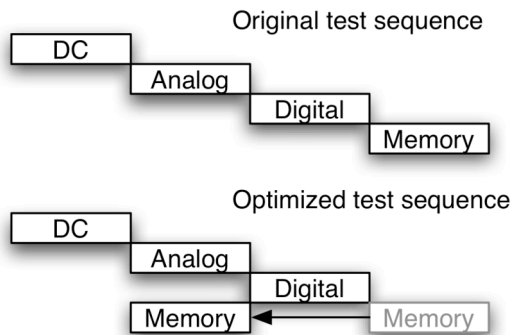 Original test sequence
DC
Analog
Digital
Memory
Optimized test sequence
DC
Analog
Digital
Memory
Memory